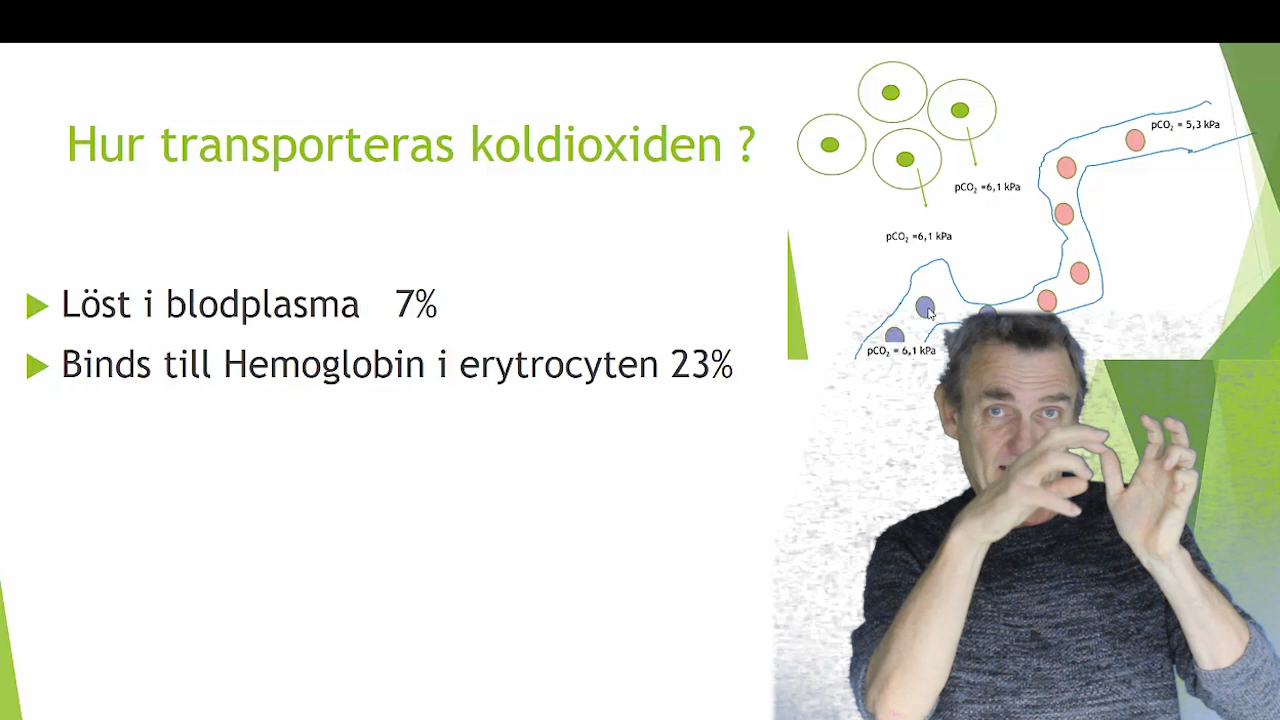 Hur transporteras koldioxiden ?
Löst i blodplasma 7%
Binds till Hemoglobin i erytrocyten 23%
pCO₂ = 5,3 kPa
pCO₂ =6,1 kPa
pCO₂ =6,1 kPa
pCO₂ = 6,1 kPa